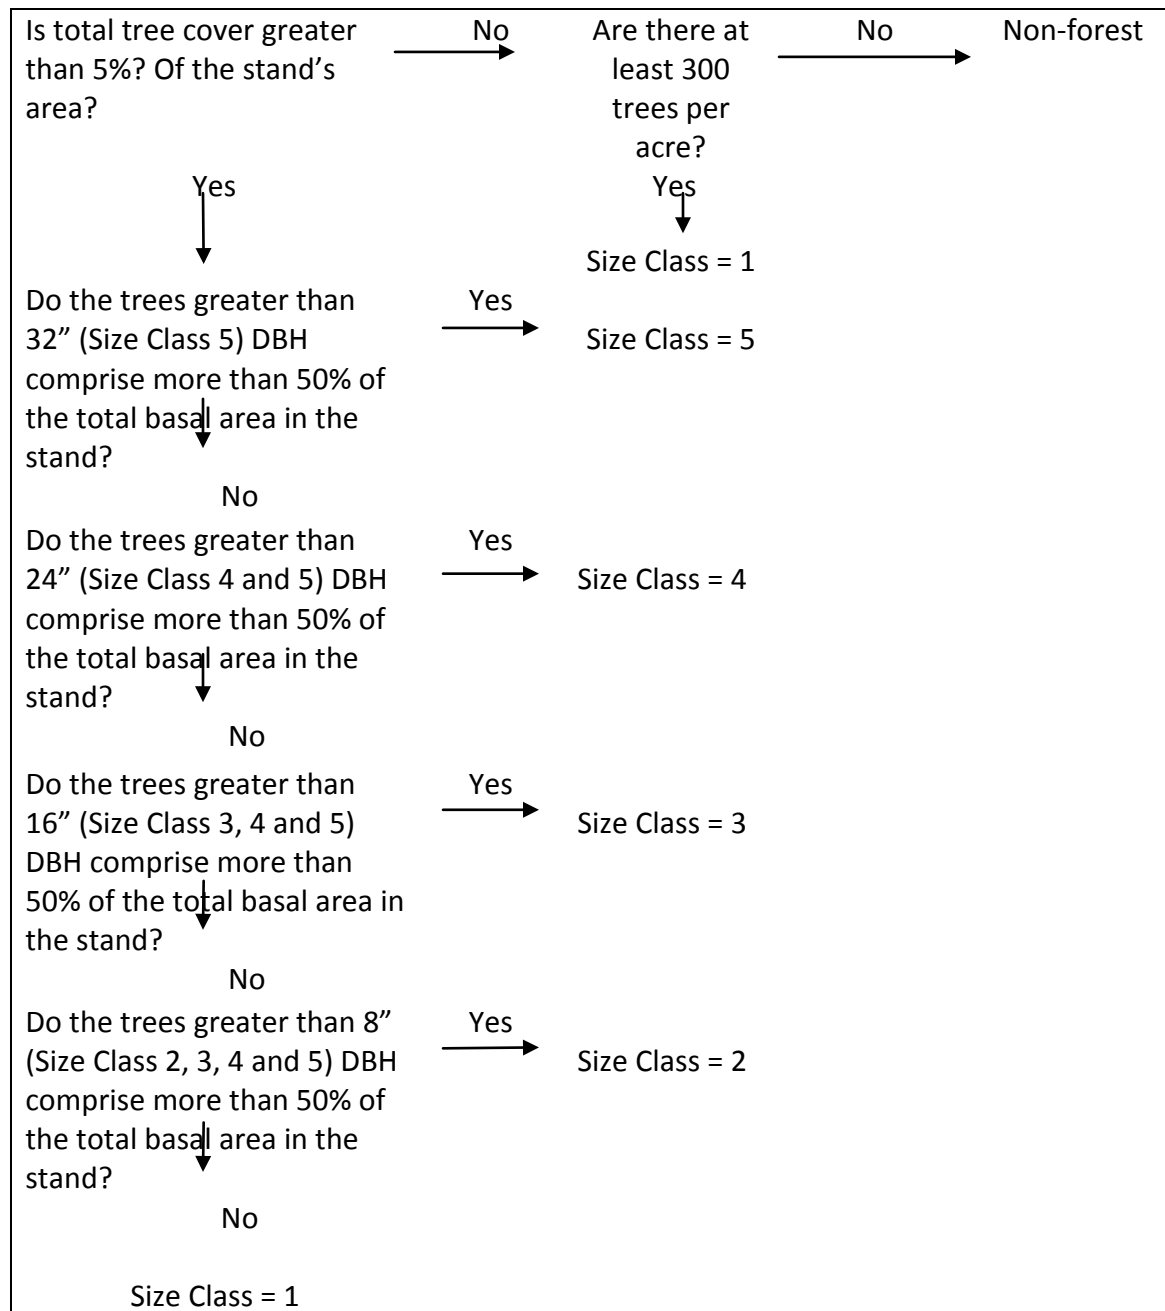 Is total tree cover greater
than 5%? Of the stand’s
area?
No
Are there at
least 300
trees per
acre?
No
Non-forest
Yes
Yes
Size Class = 1
Do the trees greater than
32” (Size Class 5) DBH
comprise more than 50% of
the total basal area in the
stand?
Yes
Size Class = 5
No
Do the trees greater than
24” (Size Class 4 and 5) DBH
comprise more than 50% of
the total basal area in the
stand?
Yes
Size Class = 4
No
Do the trees greater than
16” (Size Class 3, 4 and 5)
DBH comprise more than
50% of the total basal area in
the stand?
Yes
Size Class = 3
No
Do the trees greater than 8”
(Size Class 2, 3, 4 and 5) DBH
comprise more than 50% of
the total basal area in the
stand?
Yes
Size Class = 2
No
Size Class = 1